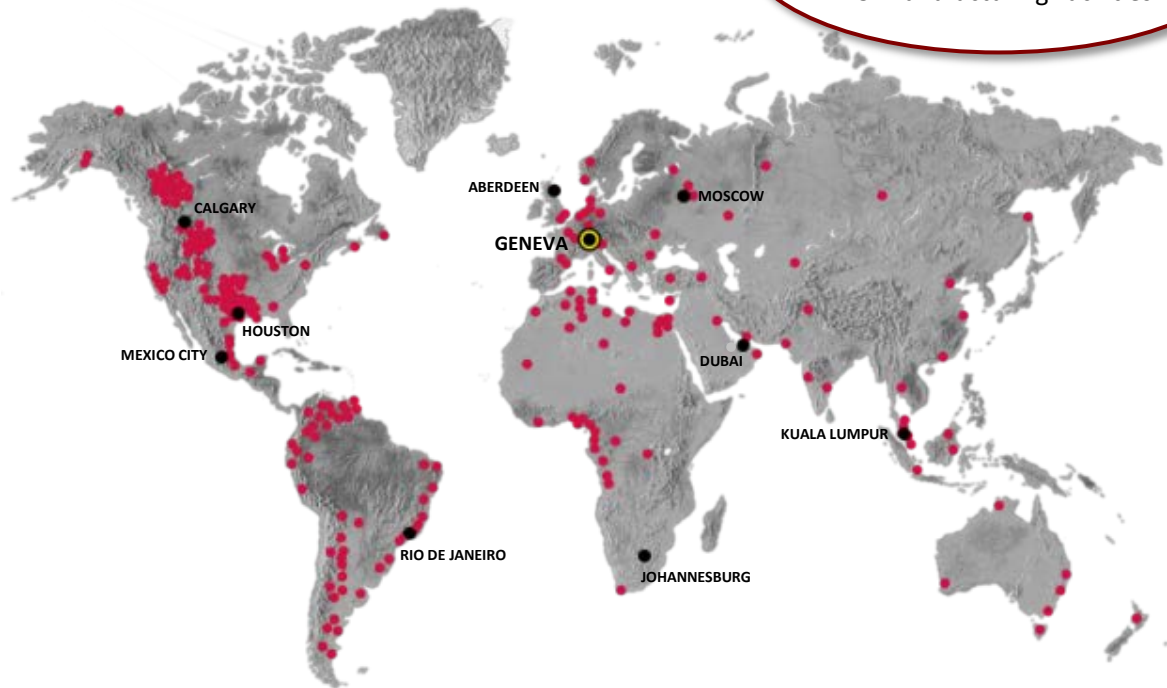 ABERDEEN
MOSCOW
CALGARY
GENEVA
HOUSTON
MEXICO CITY
DUBAI
KUALA LUMPUR
RIO DE JANEIRO
JOHANNESBURG